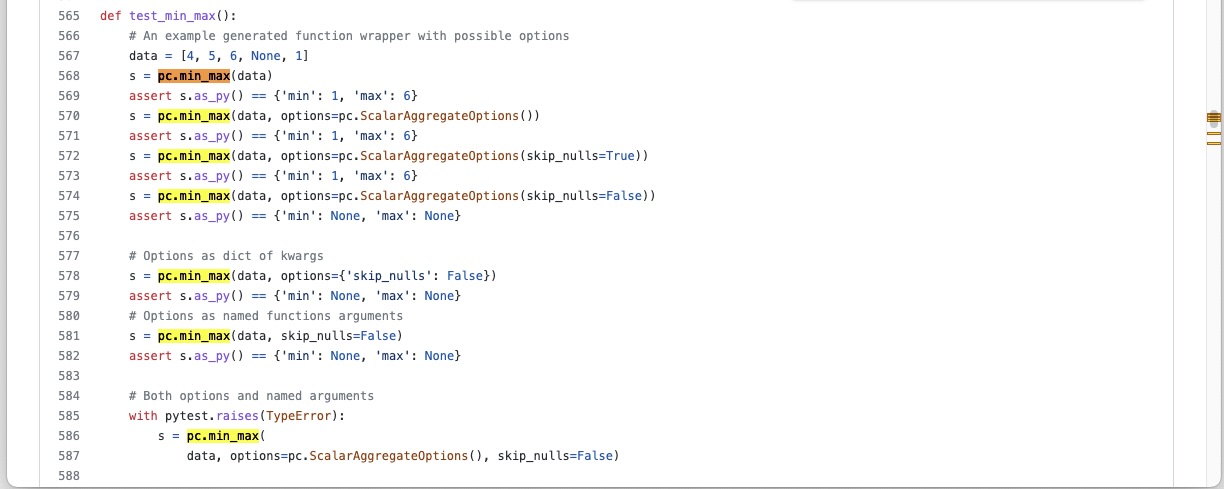 565 def test_min_max():
566     # An example generated function wrapper with possible options
567     data = [4, 5, 6, None, 1]
568     s = pc.min_max(data)
569     assert s.as_py() == {'min': 1, 'max': 6}
570     s = pc.min_max(data, options=pc.ScalarAggregateOptions())
571     assert s.as_py() == {'min': 1, 'max': 6}
572     s = pc.min_max(data, options=pc.ScalarAggregateOptions(skip_nulls=True))
573     assert s.as_py() == {'min': 1, 'max': 6}
574     s = pc.min_max(data, options=pc.ScalarAggregateOptions(skip_nulls=False))
575     assert s.as_py() == {'min': None, 'max': None}
576
577     # Options as dict of kwargs
578     s = pc.min_max(data, options={'skip_nulls': False})
579     assert s.as_py() == {'min': None, 'max': None}
580     # Options as named functions arguments
581     s = pc.min_max(data, skip_nulls=False)
582     assert s.as_py() == {'min': None, 'max': None}
583
584     # Both options and named arguments
585     with pytest.raises(TypeError):
586         s = pc.min_max(
587             data, options=pc.ScalarAggregateOptions(), skip_nulls=False)
588